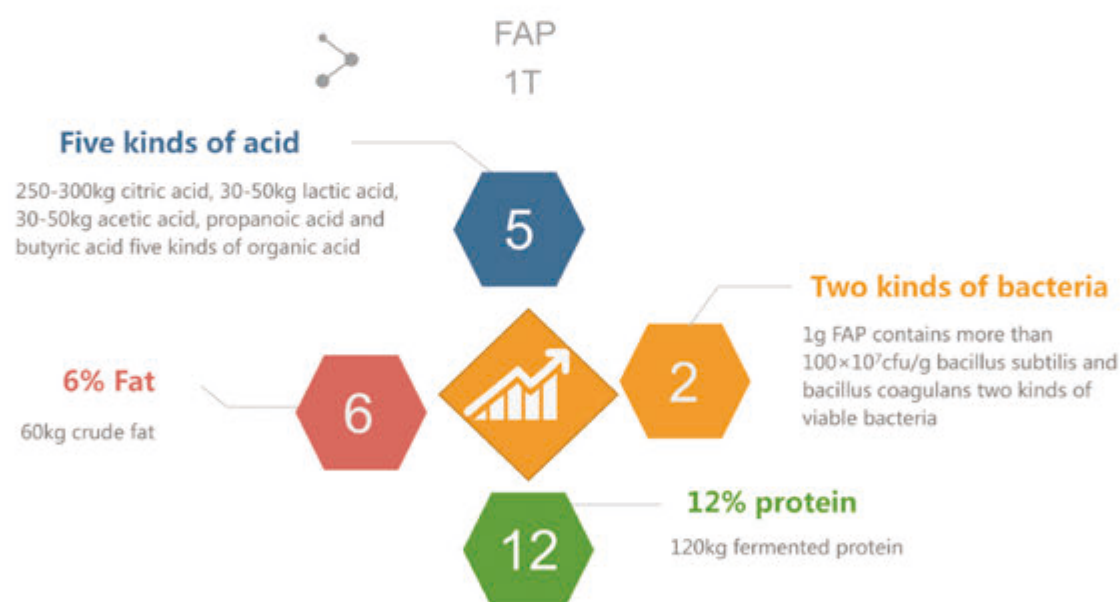 FAP
1T
Five kinds of acid
250-300kg citric acid, 30-50kg lactic acid,
30-50kg acetic acid, propanoic acid and
butyric acid five kinds of organic acid
5
Two kinds of bacteria
1g FAP contains more than
100×10⁷cfu/g bacillus subtilis and
bacillus coagulans two kinds of
viable bacteria
2
6% Fat
60kg crude fat
6
12% protein
120kg fermented protein
12